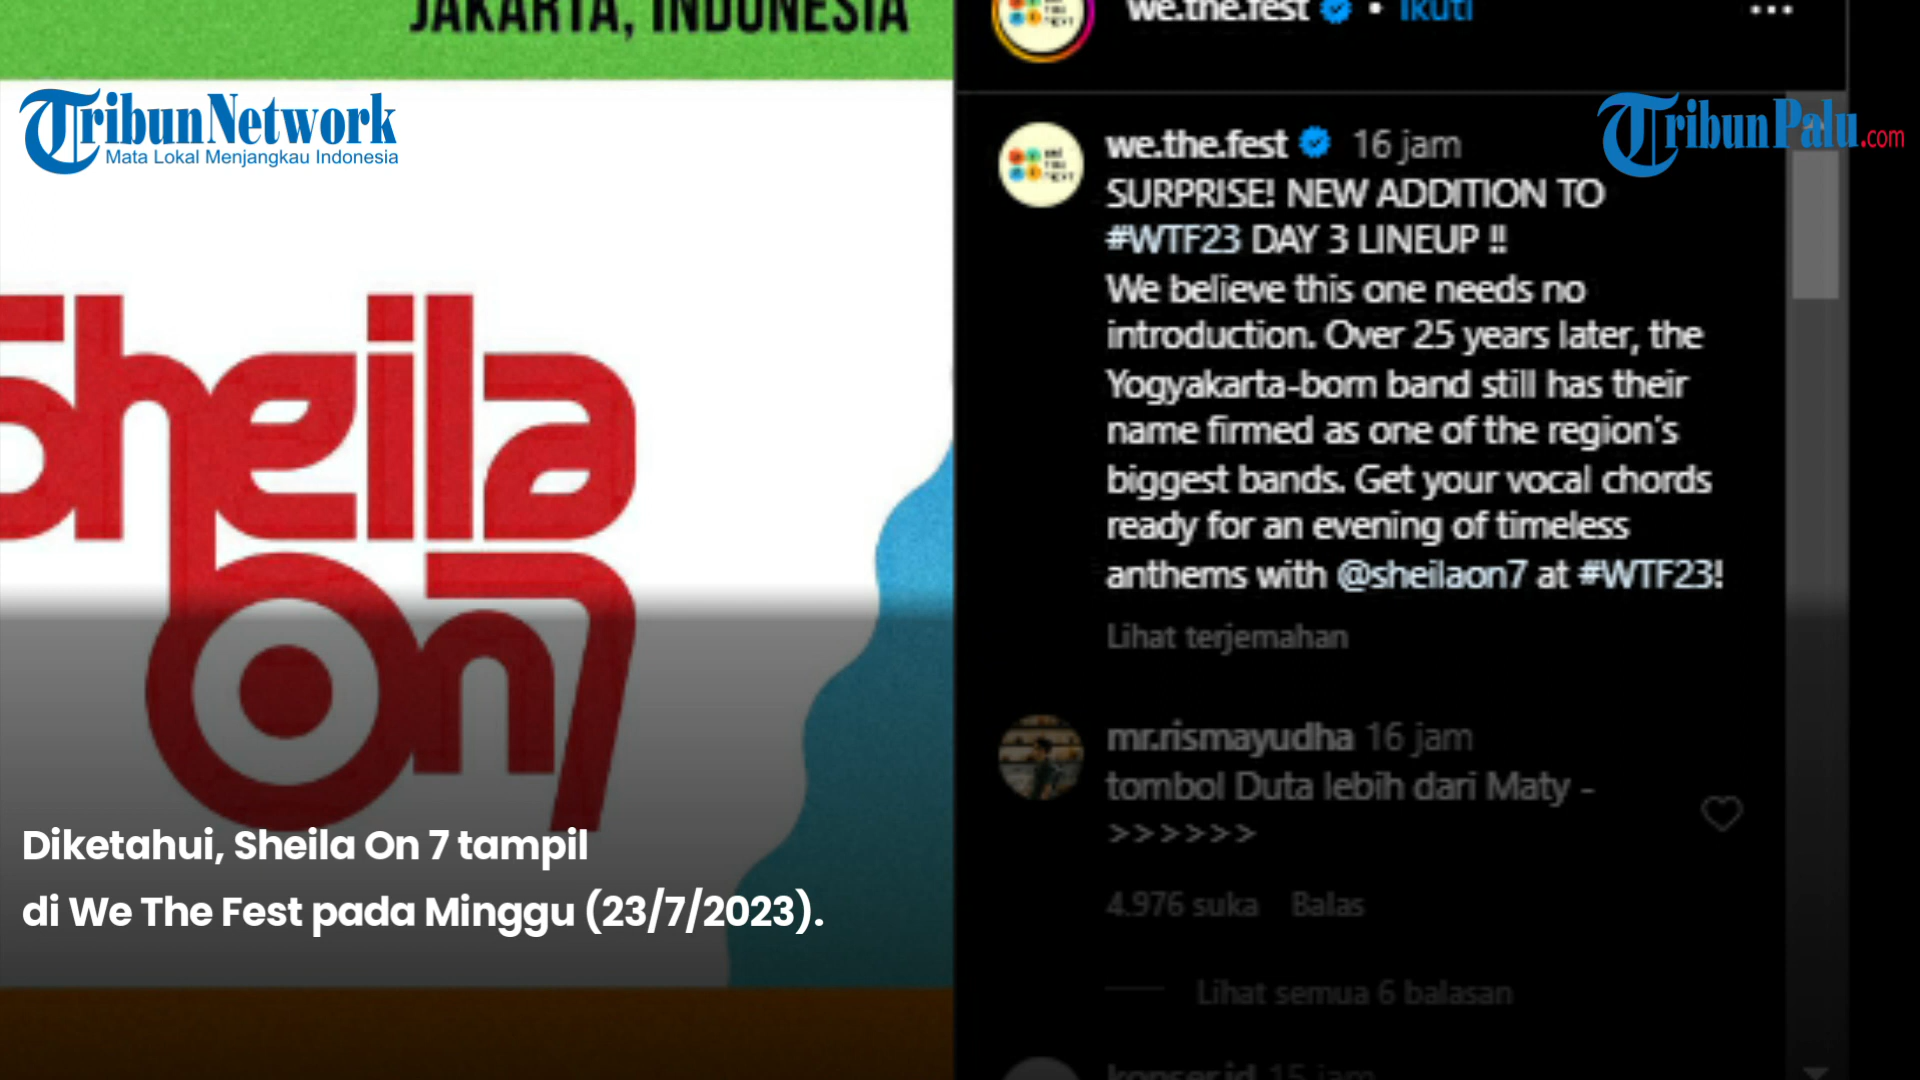 JAKARTA, INDONESIA
we.the.fest • Ikuti
TribunNetwork
Mata Lokal Menjangkau Indonesia
TribunPalu.com
Sheila
On7
Diketahui, Sheila On 7 tampil
di We The Fest pada Minggu (23/7/2023).
we.the.fest 16 jam
SURPRISE! NEW ADDITION TO
#WTF23 DAY 3 LINEUP !!
We believe this one needs no
introduction. Over 25 years later, the
Yogyakarta-born band still has their
name firmed as one of the region's
biggest bands. Get your vocal chords
ready for an evening of timeless
anthems with @sheilaon7 at #WTF23!
Lihat terjemahan
mr.rismayudha 16 jam
tombol Duta lebih dari Maty -
>>>>>>
4.976 suka Balas
Lihat semua 6 balasan
konser.id 15 jam